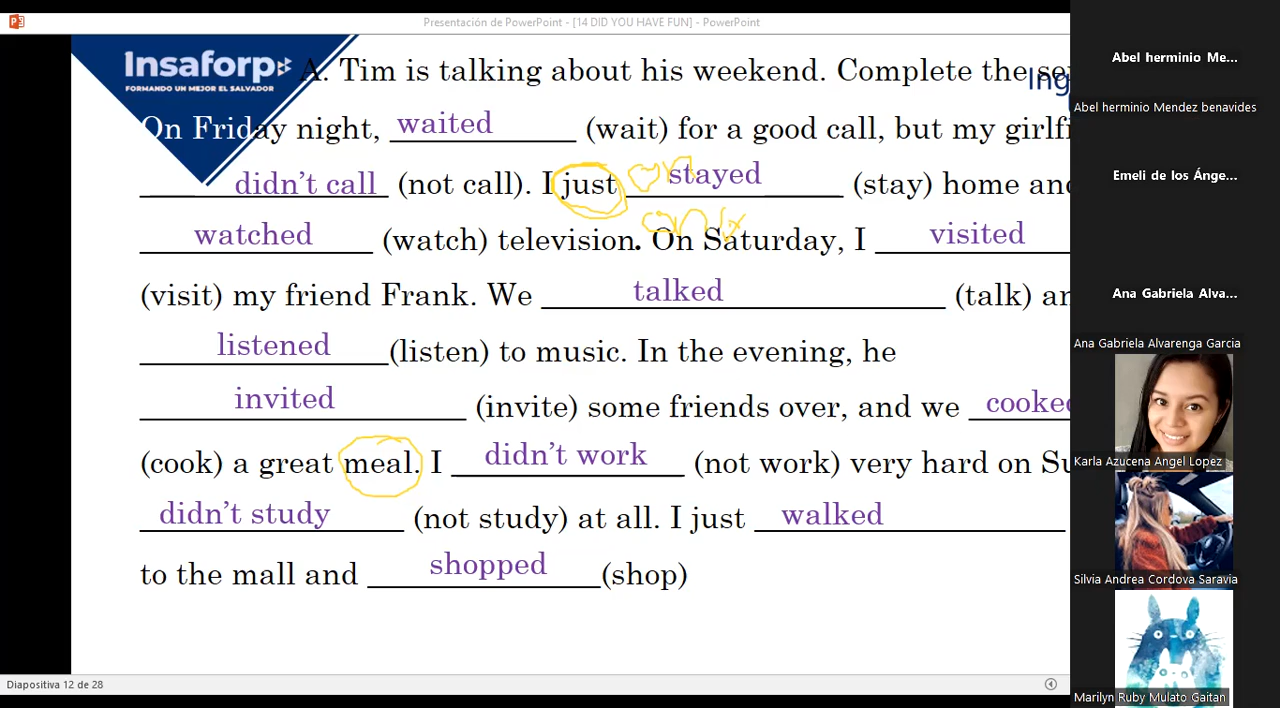 Presentación de PowerPoint - [14 DID YOU HAVE FUN] - PowerPoint
Insaforp
FORMANDO UN MEJOR EL SALVADOR
A. Tim is talking about his weekend. Complete the se
Ing
On Friday night, waited (wait) for a good call, but my girlfi
didn't call (not call). I just on stayed (stay) home and
only
watched (watch) television. On Saturday, I visited
(visit) my friend Frank. We talked (talk) an
listened (listen) to music. In the evening, he
invited (invite) some friends over, and we cooked
(cook) a great meal. I didn't work (not work) very hard on Su
didn't study (not study) at all. I just walked
to the mall and shopped (shop)
Diapositiva 12 de 28
Abel herminio Me...
Abel herminio Mendez benavides
Emeli de los Ánge...
Ana Gabriela Alva...
Ana Gabriela Alvarenga Garcia
Karla Azucena Angel Lopez
Silvia Andrea Cordova Saravia
Marilyn Ruby Mulato Gaitan